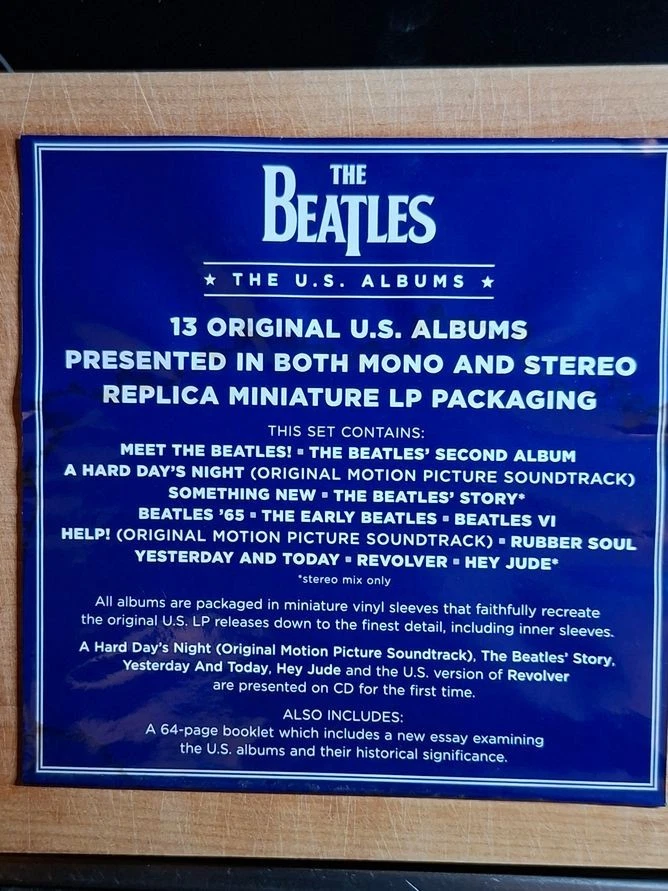 THE
BEATLES
★ THE U.S. ALBUMS ★
13 ORIGINAL U.S. ALBUMS
PRESENTED IN BOTH MONO AND STEREO
REPLICA MINIATURE LP PACKAGING
THIS SET CONTAINS:
MEET THE BEATLES! ▪ THE BEATLES' SECOND ALBUM
A HARD DAY'S NIGHT (ORIGINAL MOTION PICTURE SOUNDTRACK)
SOMETHING NEW ▪ THE BEATLES' STORY*
BEATLES '65 ▪ THE EARLY BEATLES ▪ BEATLES VI
HELP! (ORIGINAL MOTION PICTURE SOUNDTRACK) ▪ RUBBER SOUL
YESTERDAY AND TODAY ▪ REVOLVER ▪ HEY JUDE*
*stereo mix only
All albums are packaged in miniature vinyl sleeves that faithfully recreate
the original U.S. LP releases down to the finest detail, including inner sleeves.
A Hard Day's Night (Original Motion Picture Soundtrack), The Beatles' Story,
Yesterday And Today, Hey Jude and the U.S. version of Revolver
are presented on CD for the first time.
ALSO INCLUDES:
A 64-page booklet which includes a new essay examining
the U.S. albums and their historical significance.